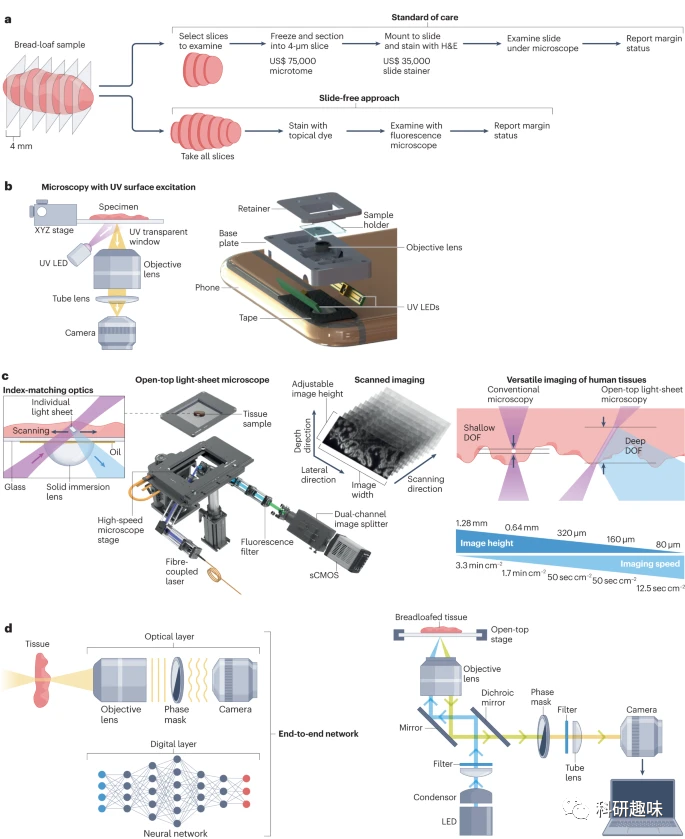 a
Standard of care
Bread-loaf sample
Select slices
to examine
Freeze and section
into 4-µm slice
US$ 75,000
microtome
Mount to slide
and stain with H&E
US$ 35,000
slide stainer
Examine slide
under microscope
Report margin
status
4 mm
Slide-free approach
Take all slices
Stain with
topical dye
Examine with
fluorescence
microscope
Report margin
status
b
Microscopy with UV surface excitation
Specimen
XYZ stage
UV transparent
window
UV LED
Objective
lens
Tube lens
Camera
Retainer
Sample
holder
Base
plate
Objective lens
Phone
UV LEDs
Tape
c
Index-matching optics
Individual
light sheet
Scanning
Oil
Glass
Solid immersion
lens
Open-top light-sheet microscope
Tissue
sample
High-speed
microscope
stage
Fibre-
coupled
laser
Fluorescence
filter
Dual-channel
image splitter
sCMOS
Scanned imaging
Adjustable
image height
Depth
direction
Lateral
direction
Image
width
Scanning
direction
Versatile imaging of human tissues
Conventional
microscopy
Open-top light-sheet
microscopy
Shallow
DOF
Deep
DOF
1.28 mm
0.64 mm
320 µm
160 µm
80 µm
Image height
Imaging speed
3.3 min cm⁻²
1.7 min cm⁻²
50 sec cm⁻²
50 sec cm⁻²
12.5 sec cm⁻²
d
Tissue
Optical layer
Objective
lens
Phase
mask
Camera
Digital layer
Neural network
End-to-end network
Breadloafed tissue
Open-top
stage
Objective
lens
Dichroic
mirror
Phase
mask
Filter
Camera
Mirror
Tube
lens
Filter
Condensor
LED
科研趣味